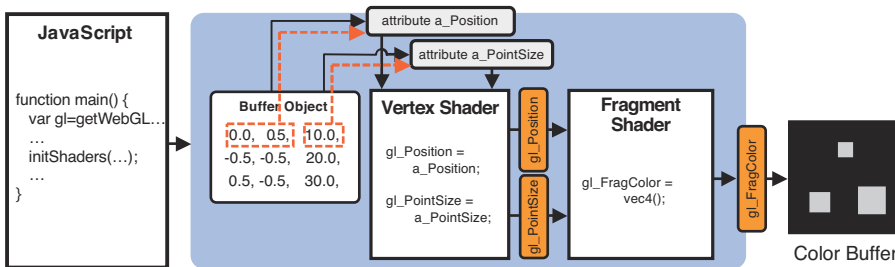 JavaScript
function main() {
var gl=getWebGL…
…
initShaders(…);
…
}
attribute a_Position
attribute a_PointSize
Buffer Object
0.0, 0.5, 10.0,
-0.5, -0.5, 20.0,
0.5, -0.5, 30.0,
Vertex Shader
gl_Position =
a_Position;
gl_PointSize =
a_PointSize;
gl_Position
gl_PointSize
Fragment
Shader
gl_FragColor =
vec4();
gl_FragColor
Color Buffer